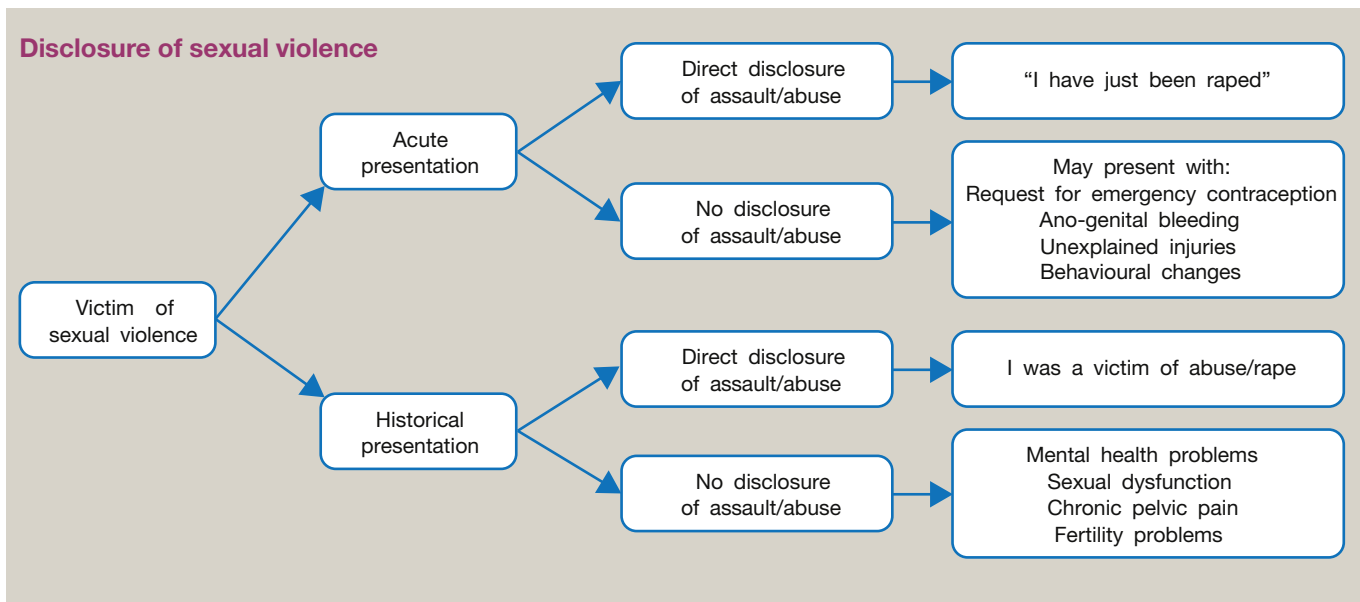 Disclosure of sexual violence
Victim of
sexual violence
Acute
presentation
Direct disclosure
of assault/abuse
“I have just been raped”
No disclosure
of assault/abuse
May present with:
Request for emergency contraception
Ano-genital bleeding
Unexplained injuries
Behavioural changes
Historical
presentation
Direct disclosure
of assault/abuse
I was a victim of abuse/rape
No disclosure
of assault/abuse
Mental health problems
Sexual dysfunction
Chronic pelvic pain
Fertility problems